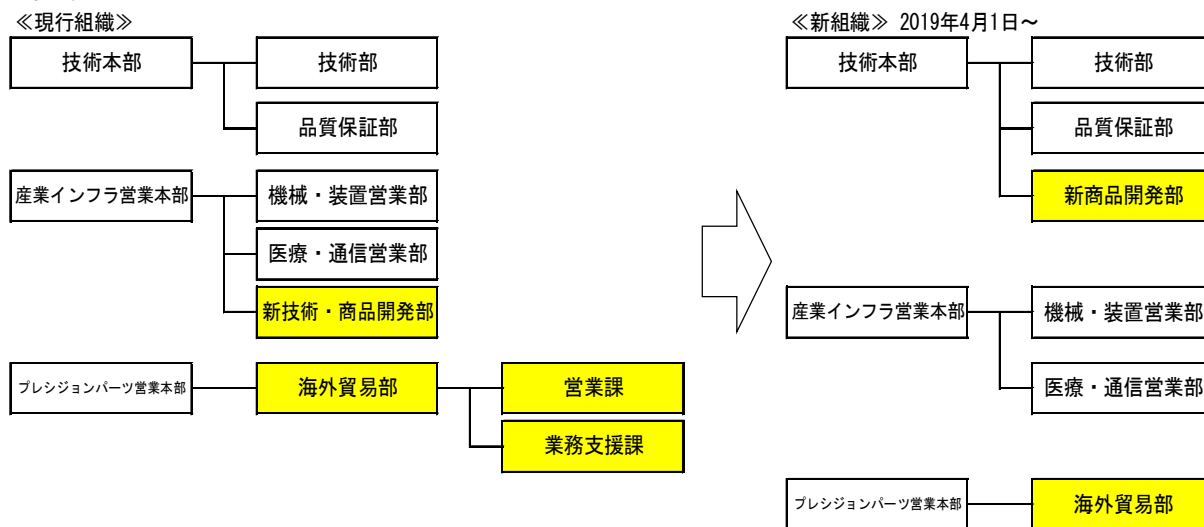 ≪現行組織≫
技術本部
技術部
品質保証部
産業インフラ営業本部
機械・装置営業部
医療・通信営業部
新技術・商品開発部
プレシジョンパーツ営業本部
海外貿易部
営業課
業務支援課
≪新組織≫ 2019年4月1日～
技術本部
技術部
品質保証部
新商品開発部
産業インフラ営業本部
機械・装置営業部
医療・通信営業部
プレシジョンパーツ営業本部
海外貿易部